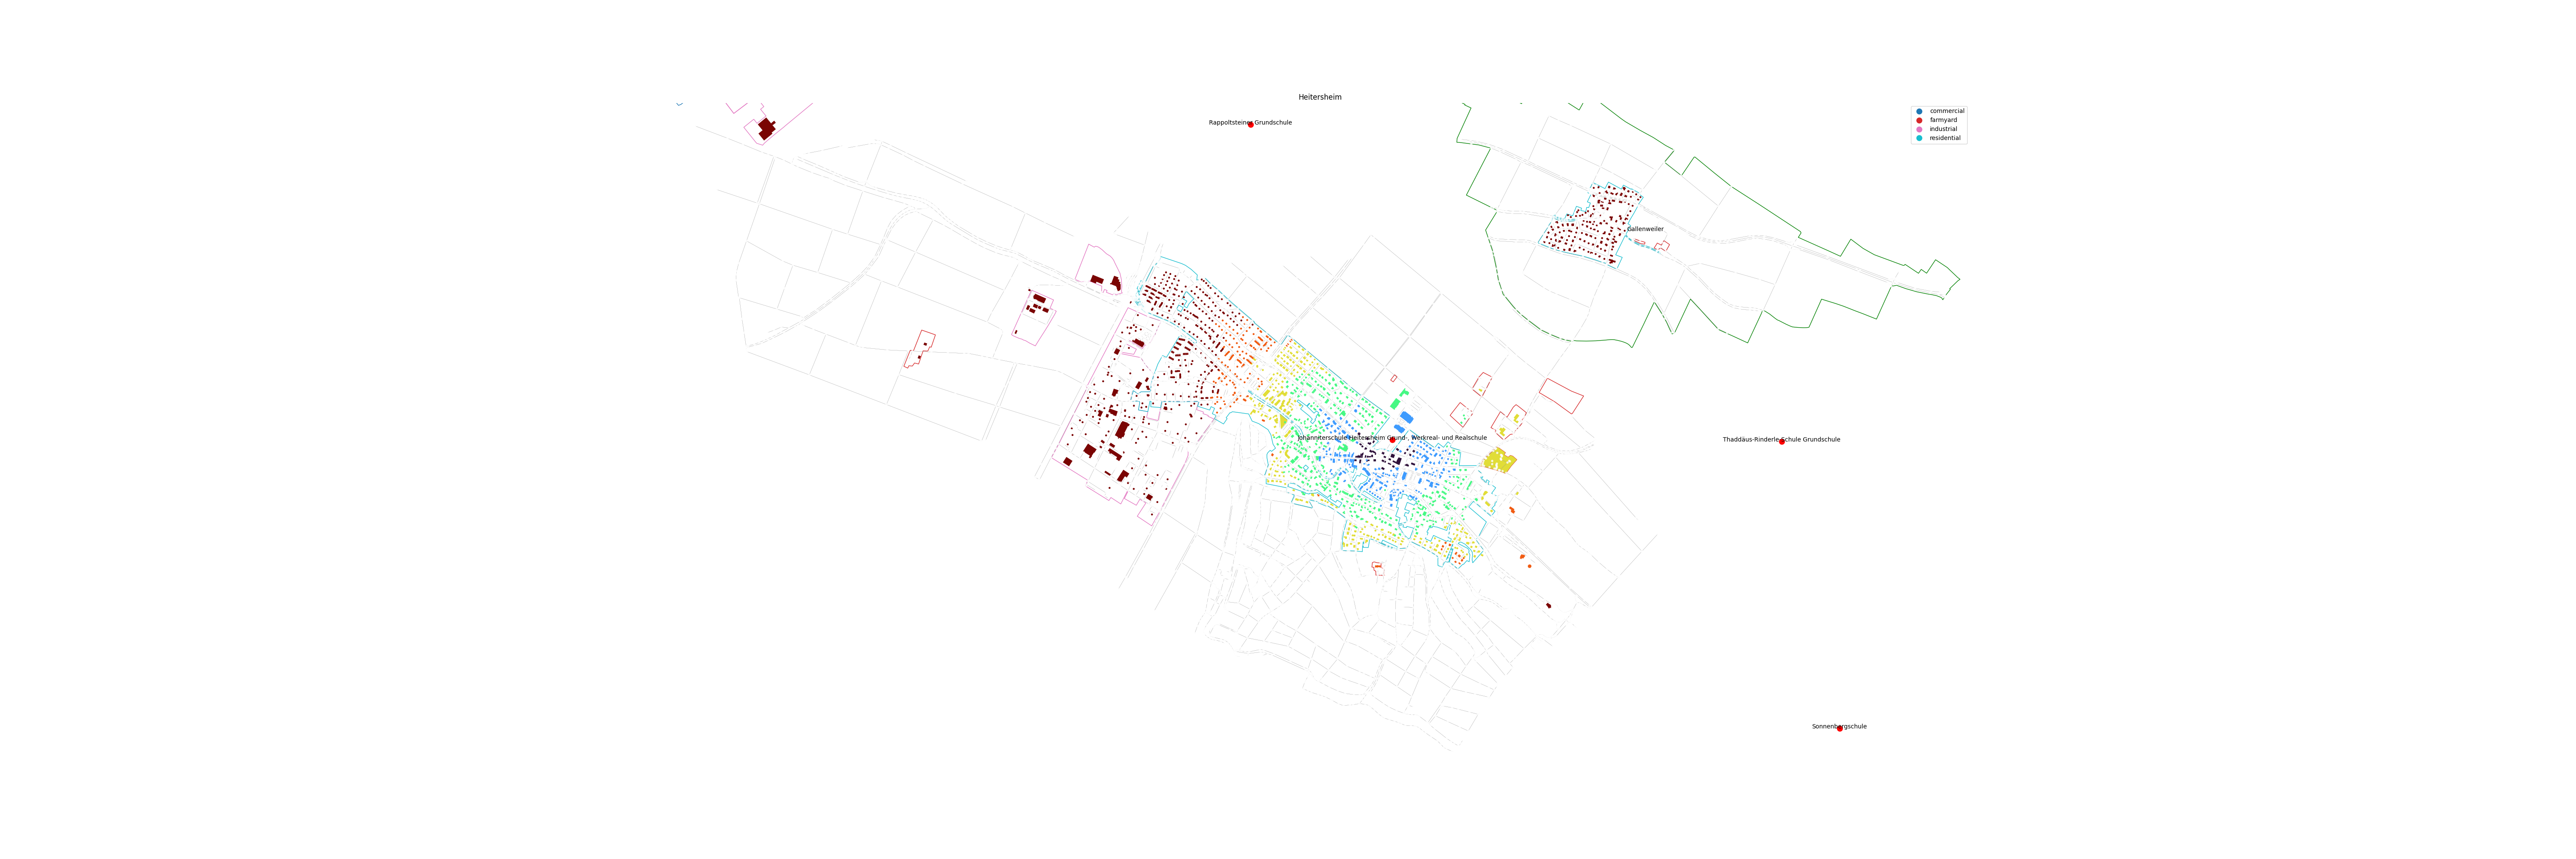 Heitersheim
commercial
farmyard
industrial
residential
Rappoltsteiner Grundschule
Gallenweiler
Johanniterschule Heitersheim Grund-, Werkreal- und Realschule
Thaddäus-Rinderle-Schule Grundschule
Sonnenbergschule